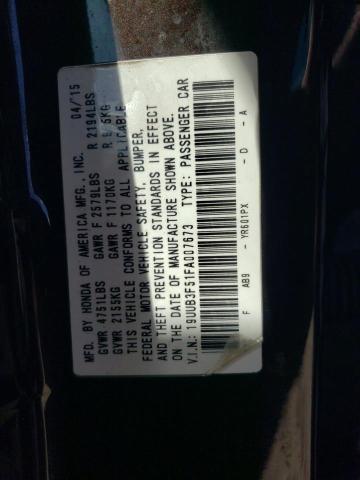 MFD. BY HONDA OF AMERICA MFG., INC. 04/'15
GVWR 4751LBS GAWR F 2579LBS R 2194LBS
GVWR 2155KG GAWR F 1170KG R
THIS VEHICLE CONFORMS TO ALL APPLICABLE
FEDERAL MOTOR VEHICLE SAFETY, BUMPER,
AND THEFT PREVENTION STANDARDS IN EFFECT
ON THE DATE OF MANUFACTURE SHOWN ABOVE.
V.I.N.: 19UUB3F51FA007673 TYPE: PASSENGER CAR
F AB9 - YR601PX - D - A